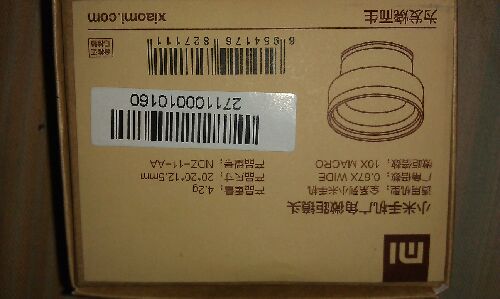 MI
小米手机广角微距镜头
适用机型：全系列小米手机 产品重量：4.2g
广角倍数：0.67X WIDE 产品尺寸：20*20*12.5mm
微距倍数：10X MACRO 产品型号：NDZ-11-AA
271100010160
6 954176 827111
为发烧而生 xiaomi.com